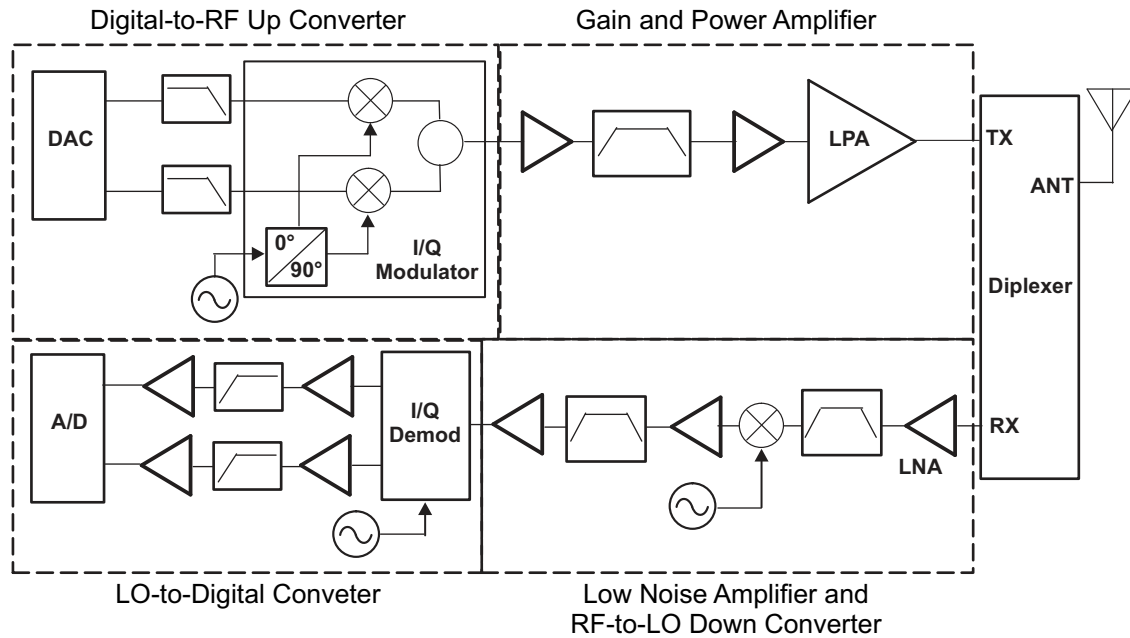 Digital-to-RF Up Converter
Gain and Power Amplifier
DAC
LPA
TX
ANT
0°
90°
I/Q
Modulator
Diplexer
A/D
I/Q
Demod
RX
LNA
LO-to-Digital Conveter
Low Noise Amplifier and
RF-to-LO Down Converter